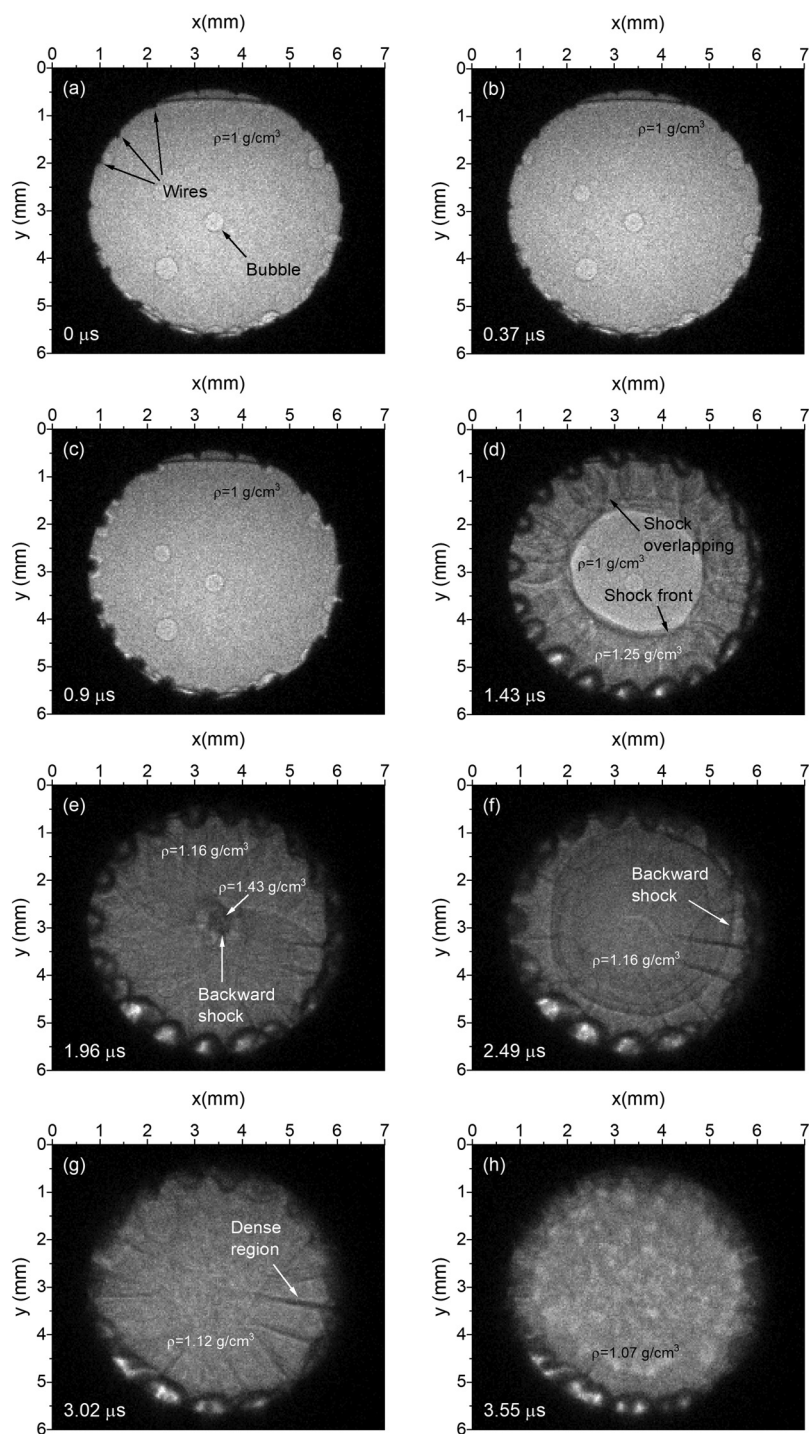 x(mm)
0 1 2 3 4 5 6 7
y (mm)
0
1
2
3
4
5
6
(a)
ρ=1 g/cm³
Wires
Bubble
0 μs
x(mm)
0 1 2 3 4 5 6 7
y (mm)
0
1
2
3
4
5
6
(b)
ρ=1 g/cm³
0.37 μs
x(mm)
0 1 2 3 4 5 6 7
y (mm)
0
1
2
3
4
5
6
(c)
ρ=1 g/cm³
0.9 μs
x(mm)
0 1 2 3 4 5 6 7
y (mm)
0
1
2
3
4
5
6
(d)
Shock
overlapping
ρ=1 g/cm³
Shock front
ρ=1.25 g/cm³
1.43 μs
x(mm)
0 1 2 3 4 5 6 7
y (mm)
0
1
2
3
4
5
6
(e)
ρ=1.16 g/cm³
ρ=1.43 g/cm³
Backward
shock
1.96 μs
x(mm)
0 1 2 3 4 5 6 7
y (mm)
0
1
2
3
4
5
6
(f)
Backward
shock
ρ=1.16 g/cm³
2.49 μs
x(mm)
0 1 2 3 4 5 6 7
y (mm)
0
1
2
3
4
5
6
(g)
Dense
region
ρ=1.12 g/cm³
3.02 μs
x(mm)
0 1 2 3 4 5 6 7
y (mm)
0
1
2
3
4
5
6
(h)
ρ=1.07 g/cm³
3.55 μs